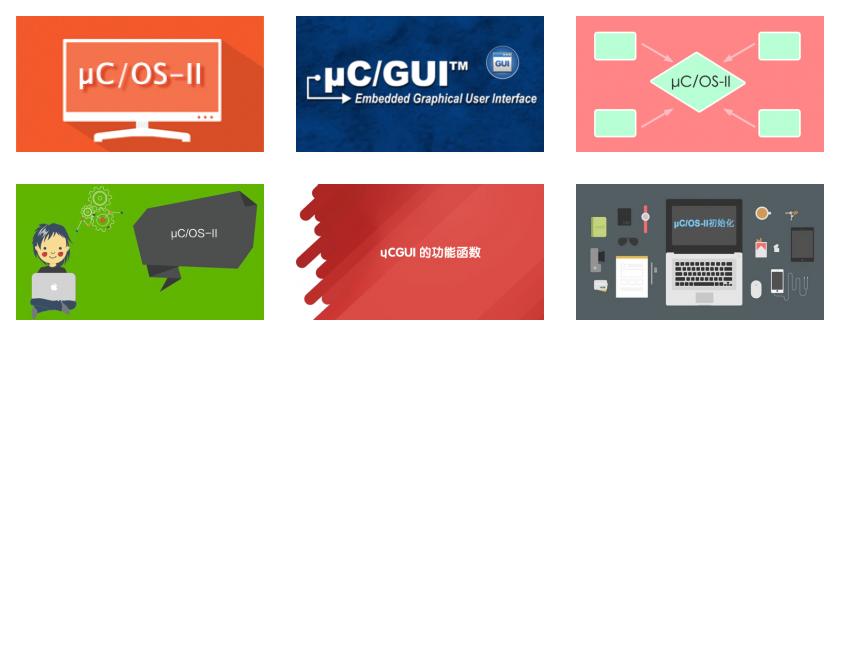 µC/OS-II
µC/GUI™
GUI
Embedded Graphical User Interface
µC/OS-II
µC/OS-II
μCGUI 的功能函数
µC/OS-II初始化